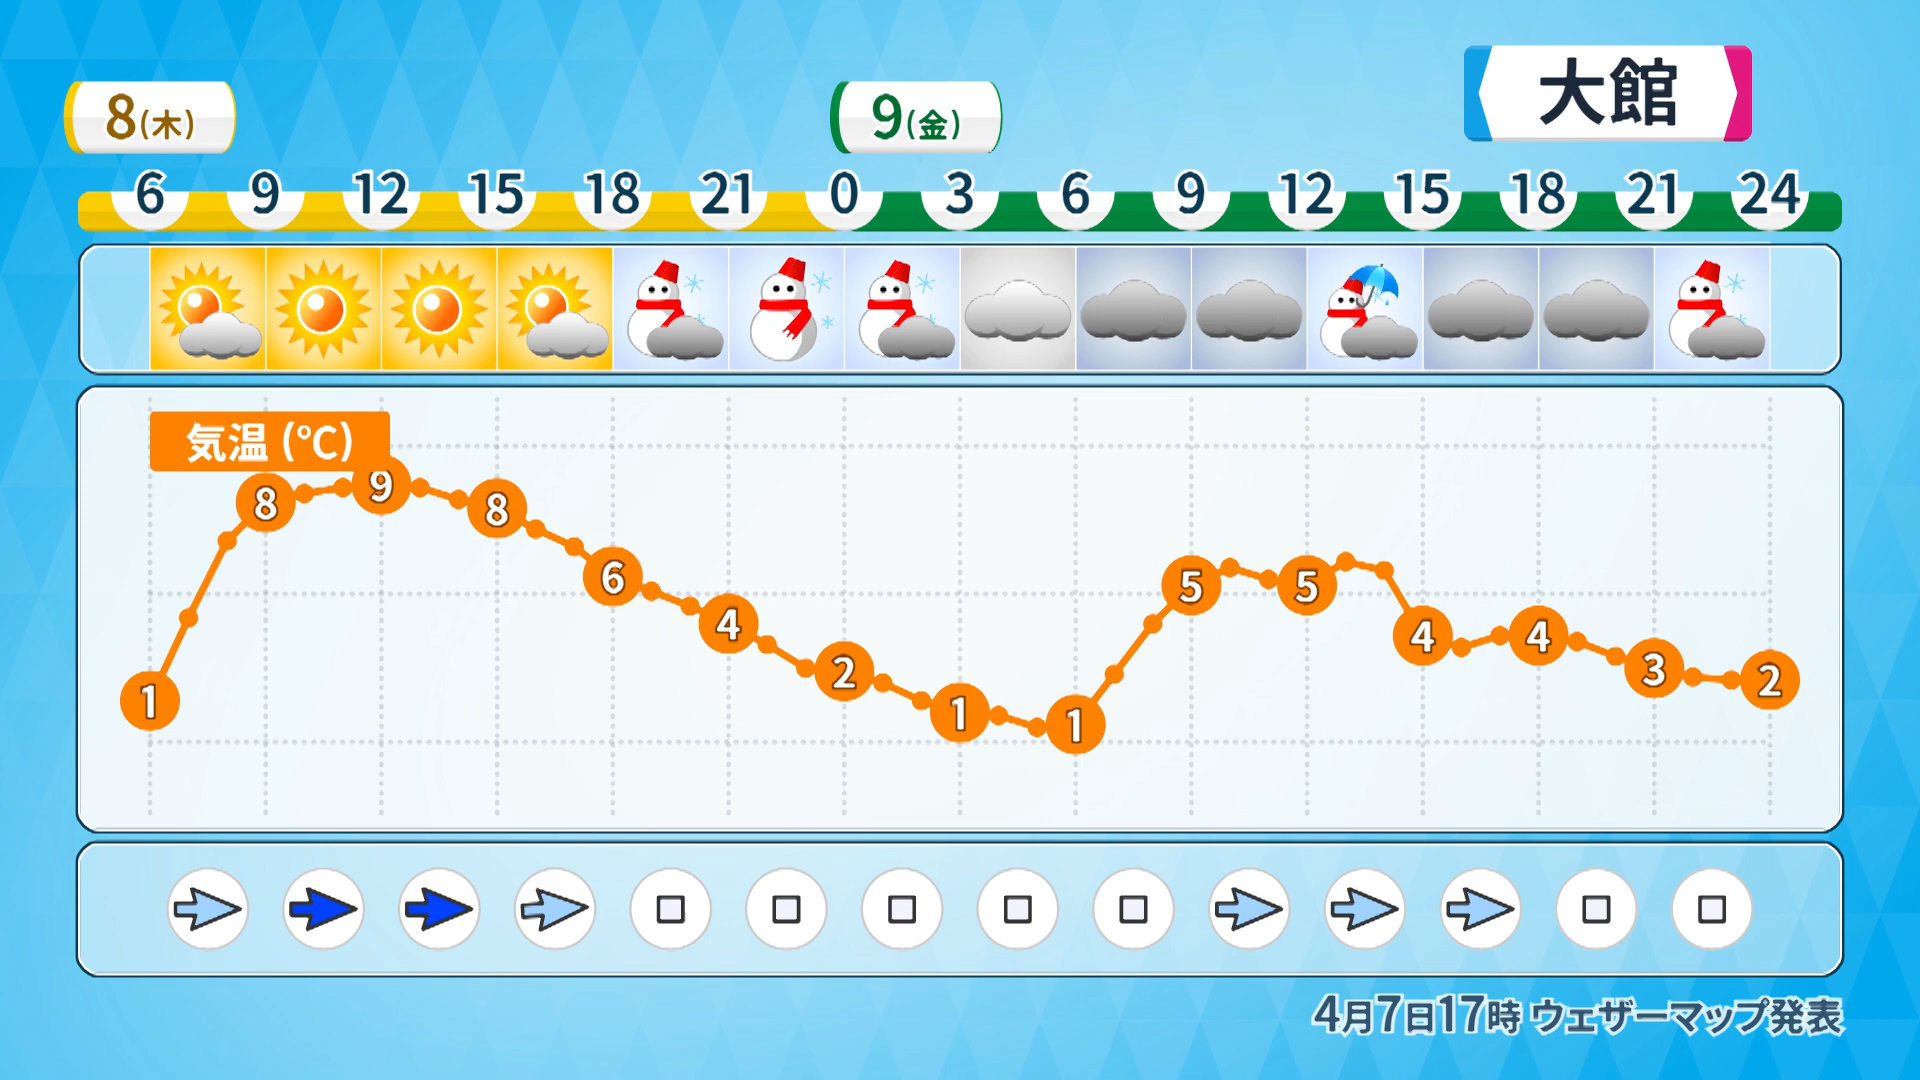 大館
8(木)
9(金)
6 9 12 15 18 21 0 3 6 9 12 15 18 21 24
気温(℃)
1 8 9 8 6 4 2 1 1 5 5 4 4 3 2
4月7日17時 ウェザーマップ発表